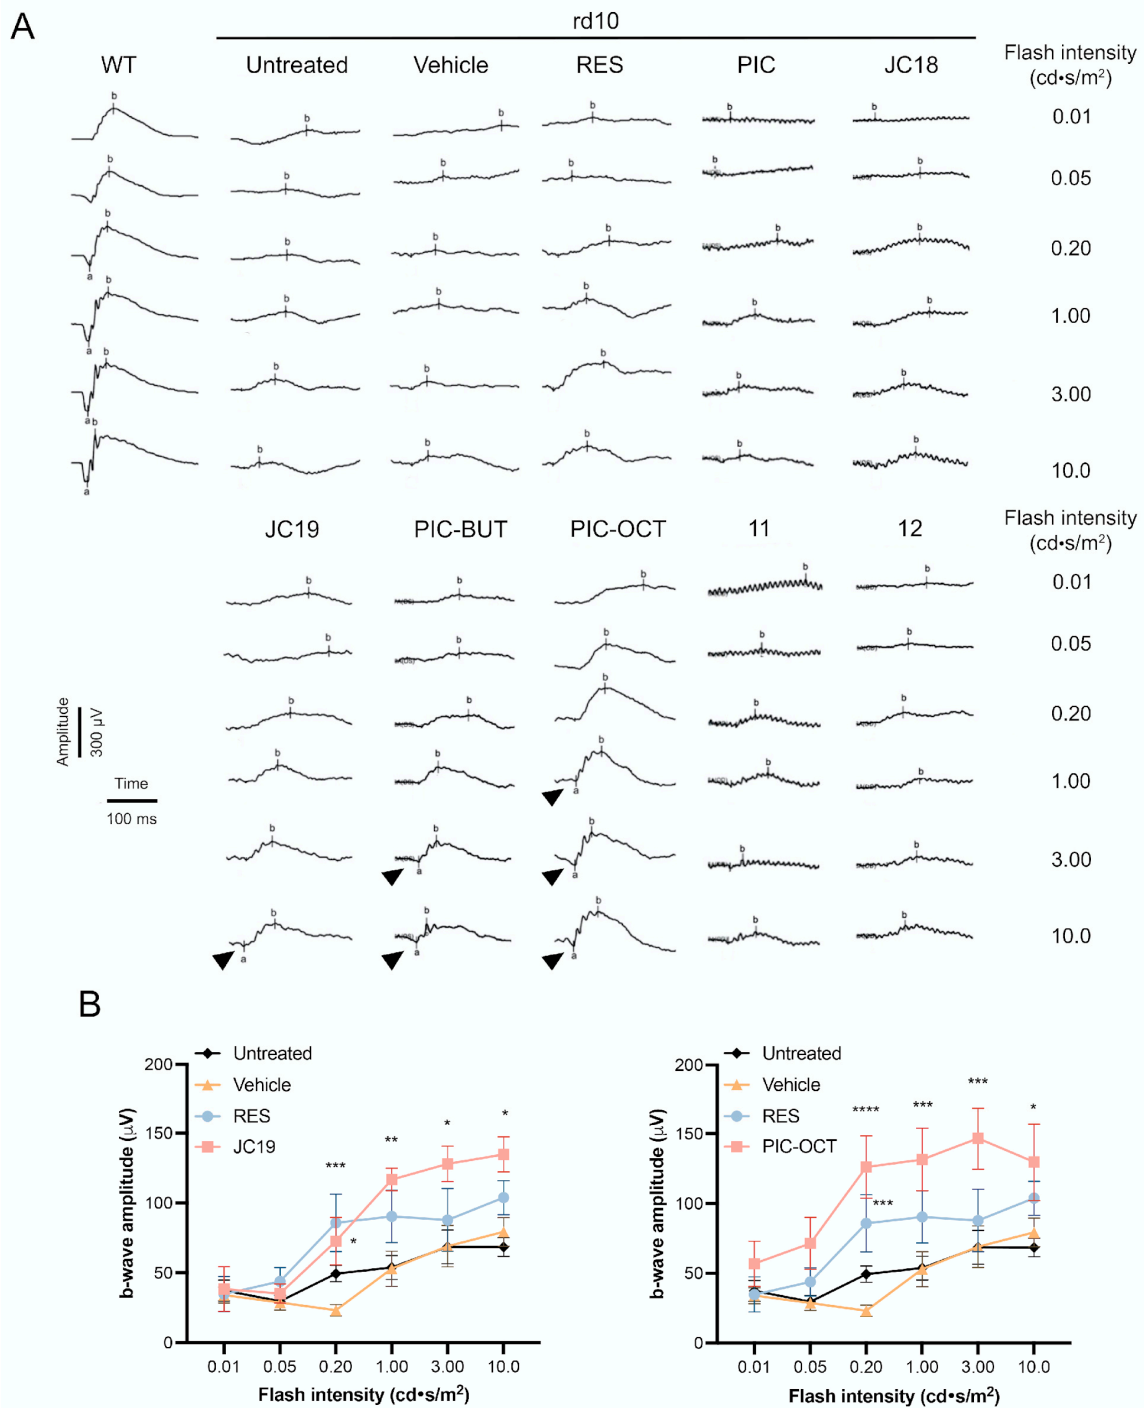 A
rd10
WT Untreated Vehicle RES PIC JC18 Flash intensity
(cd•s/m²)
b b b b b b 0.01
b b b b b b 0.05
b b b b b b 0.20
a
b b b b b b 1.00
a
b b b b b b 3.00
a
b b b b b b 10.0
a
JC19 PIC-BUT PIC-OCT 11 12 Flash intensity
(cd•s/m²)
b b b b b 0.01
b b b b b 0.05
b b b b b 0.20
b b b b b 1.00
a
b b b b b 3.00
a a
b b b b b 10.0
a a a
Amplitude
300 µV
Time
100 ms
B
Untreated
Vehicle
RES
JC19
b-wave amplitude (µV)
200
150
100
50
0
*** ** * *
*
0.01 0.05 0.20 1.00 3.00 10.0
Flash intensity (cd•s/m²)
Untreated
Vehicle
RES
PIC-OCT
b-wave amplitude (µV)
200
150
100
50
0
**** *** *** *
***
0.01 0.05 0.20 1.00 3.00 10.0
Flash intensity (cd•s/m²)